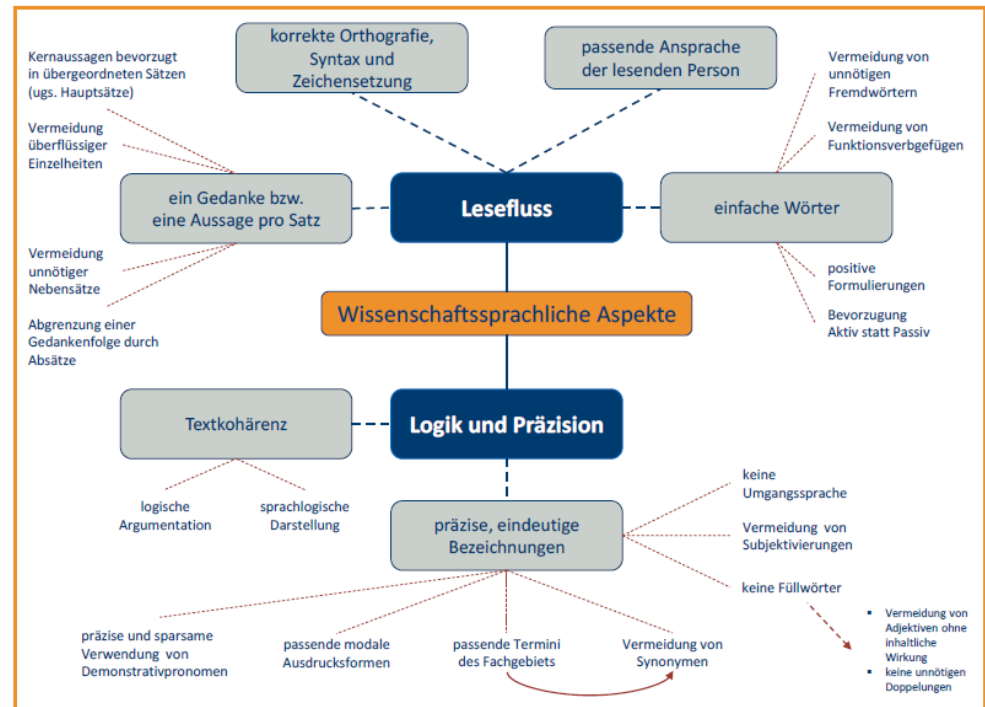 korrekte Orthografie,
Syntax und
Zeichensetzung
passende Ansprache
der lesenden Person
Kernaussagen bevorzugt
in übergeordneten Sätzen
(ugs. Hauptsätze)
Vermeidung
überflüssiger
Einzelheiten
ein Gedanke bzw.
eine Aussage pro Satz
Vermeidung
unnötiger
Nebensätze
Abgrenzung einer
Gedankenfolge durch
Absätze
Lesefluss
Vermeidung von
unnötigen
Fremdwörtern
Vermeidung von
Funktionsverbgefügen
einfache Wörter
positive
Formulierungen
Bevorzugung
Aktiv statt Passiv
Wissenschaftssprachliche Aspekte
Textkohärenz
logische
Argumentation
sprachlogische
Darstellung
Logik und Präzision
präzise, eindeutige
Bezeichnungen
keine
Umgangssprache
Vermeidung von
Subjektivierungen
keine Füllwörter
▪ Vermeidung von
Adjektiven ohne
inhaltliche
Wirkung
▪ keine unnötigen
Doppelungen
präzise und sparsame
Verwendung von
Demonstrativpronomen
passende modale
Ausdrucksformen
passende Termini
des Fachgebiets
Vermeidung von
Synonymen